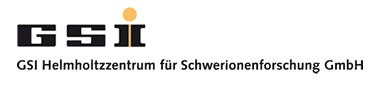 GSI
GSI Helmholtzzentrum für Schwerionenforschung GmbH